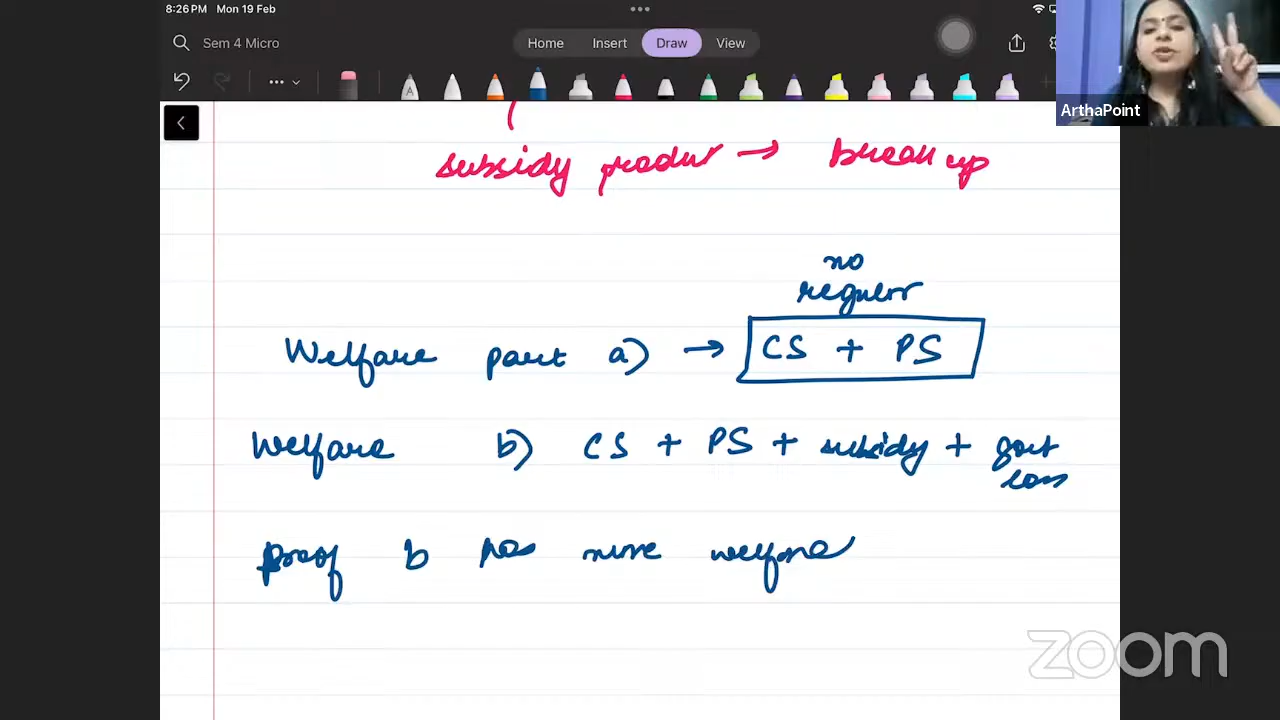 8:26 PM Mon 19 Feb
Sem 4 Micro
Home Insert Draw View
ArthaPoint
subsidy produr → break up
no
regulr
Welfare part a) → CS + PS
Welfare b) CS + PS + subsidy + govt
loss
Proof b has more welfare
zoom